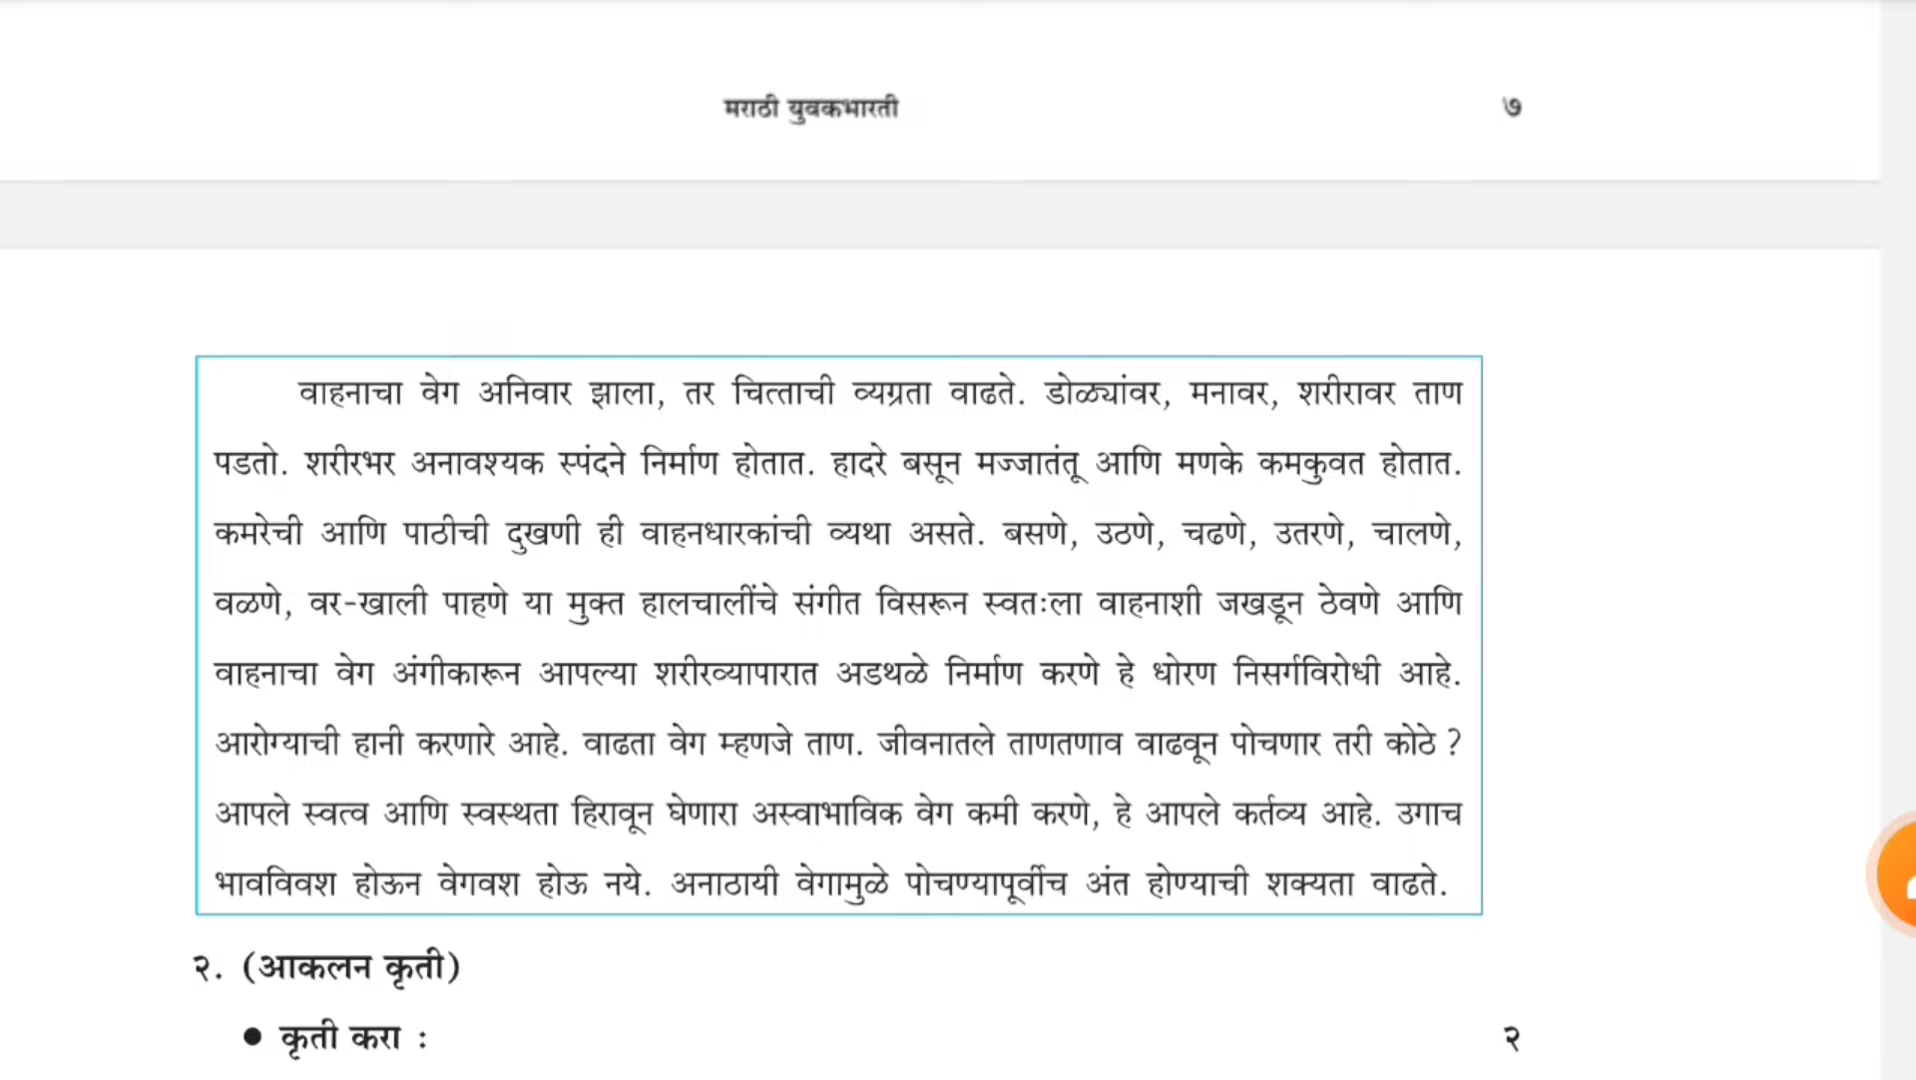 मराठी युवकभारती ७
वाहनाचा वेग अनिवार झाला, तर चित्ताची व्यग्रता वाढते. डोळ्यांवर, मनावर, शरीरावर ताण
पडतो. शरीरभर अनावश्यक स्पंदने निर्माण होतात. हादरे बसून मज्जातंतू आणि मणके कमकुवत होतात.
कमरेची आणि पाठीची दुखणी ही वाहनधारकांची व्यथा असते. बसणे, उठणे, चढणे, उतरणे, चालणे,
वळणे, वर-खाली पाहणे या मुक्त हालचालींचे संगीत विसरून स्वतःला वाहनाशी जखडून ठेवणे आणि
वाहनाचा वेग अंगीकारून आपल्या शरीरव्यापारात अडथळे निर्माण करणे हे धोरण निसर्गविरोधी आहे.
आरोग्याची हानी करणारे आहे. वाढता वेग म्हणजे ताण. जीवनातले ताणतणाव वाढवून पोचणार तरी कोठे ?
आपले स्वत्व आणि स्वस्थता हिरावून घेणारा अस्वाभाविक वेग कमी करणे, हे आपले कर्तव्य आहे. उगाच
भावविवश होऊन वेगवश होऊ नये. अनाठायी वेगामुळे पोचण्यापूर्वीच अंत होण्याची शक्यता वाढते.
२. (आकलन कृती)
● कृती करा : २